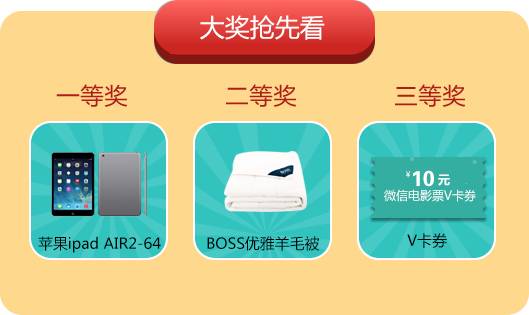 大奖抢先看
一等奖
二等奖
三等奖
苹果ipad AIR2-64
BOSS优雅羊毛被
¥10元
微信电影票V卡券
V卡券